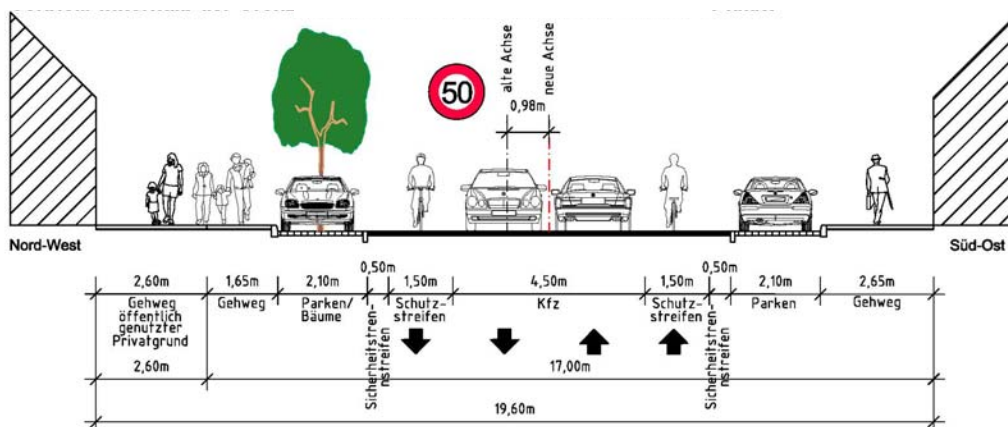 50
alte Achse
neue Achse
0,98m
Nord-West
Süd-Ost
2,60m
1,65m
2,10m
0,50m
1,50m
4,50m
1,50m
0,50m
2,10m
2,65m
Gehweg
öffentlich
genutzter
Privatgrund
Gehweg
Parken/
Bäume
Sicherheitstren-
nstreifen
Schutz-
streifen
Kfz
Schutz-
streifen
Sicherheitstren-
nstreifen
Parken
Gehweg
2,60m
17,00m
19,60m